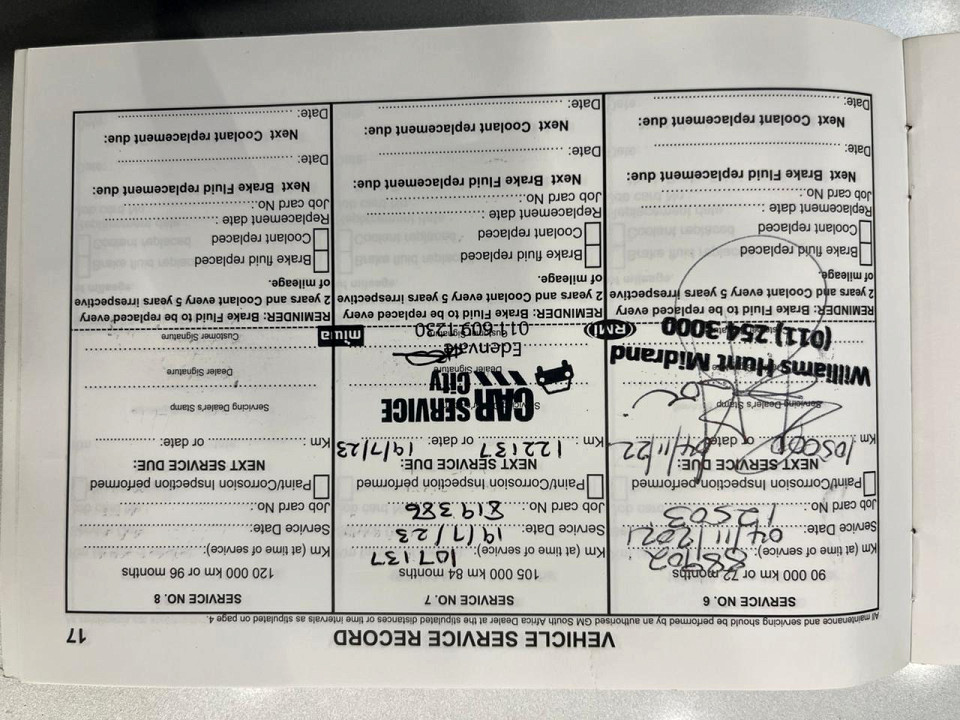 VEHICLE SERVICE RECORD
17
All maintenance and servicing should be performed by an authorised GM South Africa Dealer at the stipulated distances or time intervals as stipulated on page 4.
SERVICE NO. 6
90 000 km or 72 months
Km (at time of service): 88902
Service Date: 04/11/2021
Job card No: 12503
Paint/Corrosion Inspection performed
NEXT SERVICE DUE:
Km: 105000 or date: 04/11/22
Servicing Dealer's Stamp
Williams Hunt Midrand
(011) 254 3000
REMINDER: Brake Fluid to be replaced every
2 years and Coolant every 5 years irrespective
of mileage.
Brake fluid replaced
Coolant replaced
Replacement date :
Job card No.:
Next Brake Fluid replacement due:
Date:
Next Coolant replacement due:
Date:
SERVICE NO. 7
105 000 km or 84 months
Km (at time of service): 107137
Service Date: 19/7/23
Job card No.: 819386
Paint/Corrosion Inspection performed
NEXT SERVICE DUE:
Km: 122137 or date: 19/7/23
CAR SERVICE
CITY
Dealer Signature
Edenvale
011 609 1230
Customer Signature
RMI
miwa
REMINDER: Brake Fluid to be replaced every
2 years and Coolant every 5 years irrespective
of mileage.
Brake fluid replaced
Coolant replaced
Replacement date :
Job card No.:
Next Brake Fluid replacement due:
Date:
Next Coolant replacement due:
Date:
SERVICE NO. 8
120 000 km or 96 months
Km (at time of service):
Service Date:
Job card No.:
Paint/Corrosion Inspection performed
NEXT SERVICE DUE:
Km : or date:
Servicing Dealer's Stamp
Dealer Signature
Customer Signature
REMINDER: Brake Fluid to be replaced every
2 years and Coolant every 5 years irrespective
of mileage.
Brake fluid replaced
Coolant replaced
Replacement date :
Job card No.:
Next Brake Fluid replacement due:
Date:
Next Coolant replacement due:
Date: